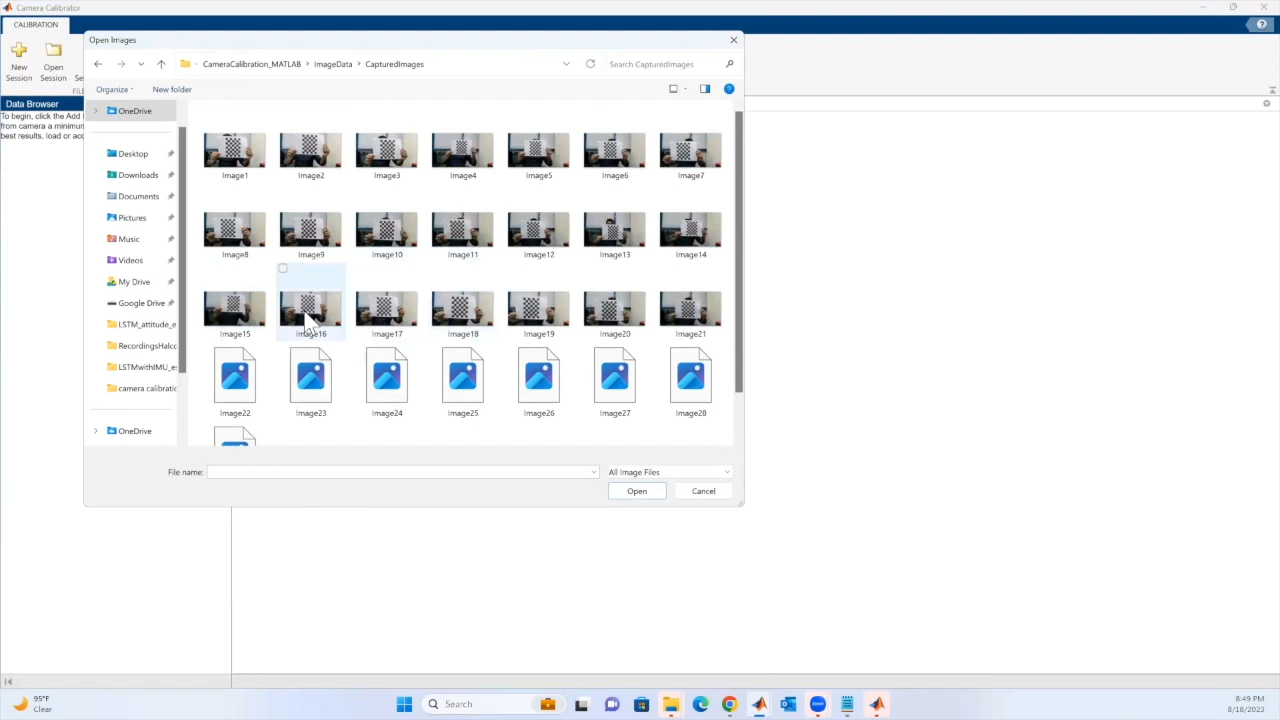 Camera Calibrator
CALIBRATION
New
Session
Open
Session
Open Images
CameraCalibration_MATLAB
ImageData
CapturedImages
Search CapturedImages
Organize
New folder
Data Browser
To begin, click the Add
from camera a minimum
best results, load or
OneDrive
Desktop
Downloads
Documents
Pictures
Music
Videos
My Drive
Google Drive
LSTM_attitude_e
RecordingsHalco
LSTMwithIMU_e
camera calibratio
OneDrive
Image1
Image2
Image3
Image4
Image5
Image6
Image7
Image8
Image9
Image10
Image11
Image12
Image13
Image14
Image15
Image16
Image17
Image18
Image19
Image20
Image21
Image22
Image23
Image24
Image25
Image26
Image27
Image28
File name:
All Image Files
Open
Cancel
95°F
Clear
Search
zoom
8:49 PM
8/18/2023